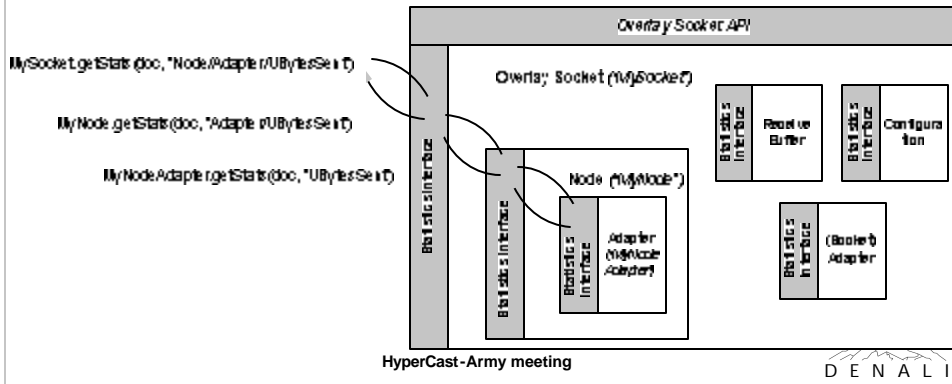 Overlay Socket API
MySocket.getStats(doc, "Node/Adapter/UBytesSent")
Overlay Socket ("MySocket")
MyNode.getStats(doc, "Adapter/UBytesSent")
MyNodeAdapter.getStats(doc, "UBytesSent")
Statistics Interface
Statistics Interface
Node ("MyNode")
Statistics
Interface
Adapter
("MyNode
Adapter")
Statistics
Interface
Receive
Buffer
Statistics
Interface
Configura
tion
Statistics
Interface
(Socket)
Adapter
HyperCast-Army meeting
DENALI